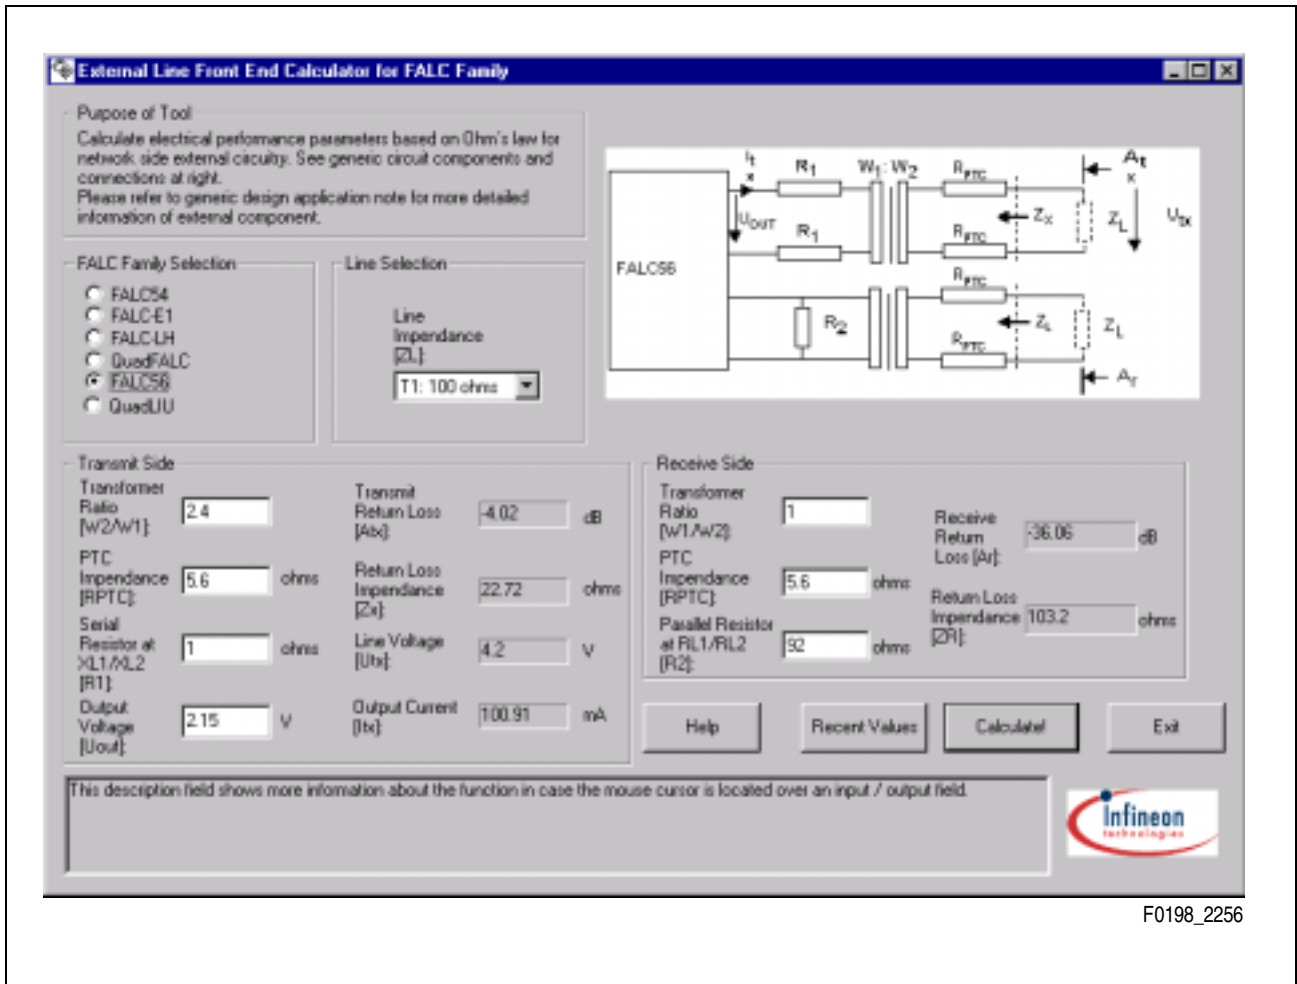 External Line Front End Calculator for FALC Family
Purpose of Tool
Calculate electrical performance parameters based on Ohm's law for
network side external circuitry. See generic circuit components and
connections at right.
Please refer to generic design application note for more detailed
information of external component.
FALC Family Selection
FALC54
FALC-E1
FALC-LH
QuadFALC
FALC56
QuadLIU
Line Selection
Line
Impendance
[ZL]:
T1: 100 ohms
FALC56
It
x
UOUT
R1
R1
W1 : W2
RPTC
RPTC
ZX
ZL
At
x
Utx
R2
RPTC
RPTC
ZL
ZL
Ar
Transmit Side
Transformer
Ratio
[W2/W1]:
2.4
PTC
Impendance
[RPTC]:
5.6
ohms
Serial
Resistor at
XL1/XL2
[R1]:
1
ohms
Output
Voltage
[Uout]:
2.15
V
Transmit
Return Loss
[Atx]:
-4.02
dB
Return Loss
Impendance
[Zx]:
22.72
ohms
Line Voltage
[Utx]:
4.2
V
Output Current
[Itx]:
100.91
mA
Receive Side
Transformer
Ratio
[W1/W2]:
1
PTC
Impendance
[RPTC]:
5.6
ohms
Parallel Resistor
at RL1/RL2
[R2]:
92
ohms
Receive
Return
Loss [Ar]:
-36.06
dB
Return Loss
Impendance
[ZR]:
103.2
ohms
Help
Recent Values
Calculate!
Exit
This description field shows more information about the function in case the mouse cursor is located over an input / output field.
Infineon
technologies
F0198_2256